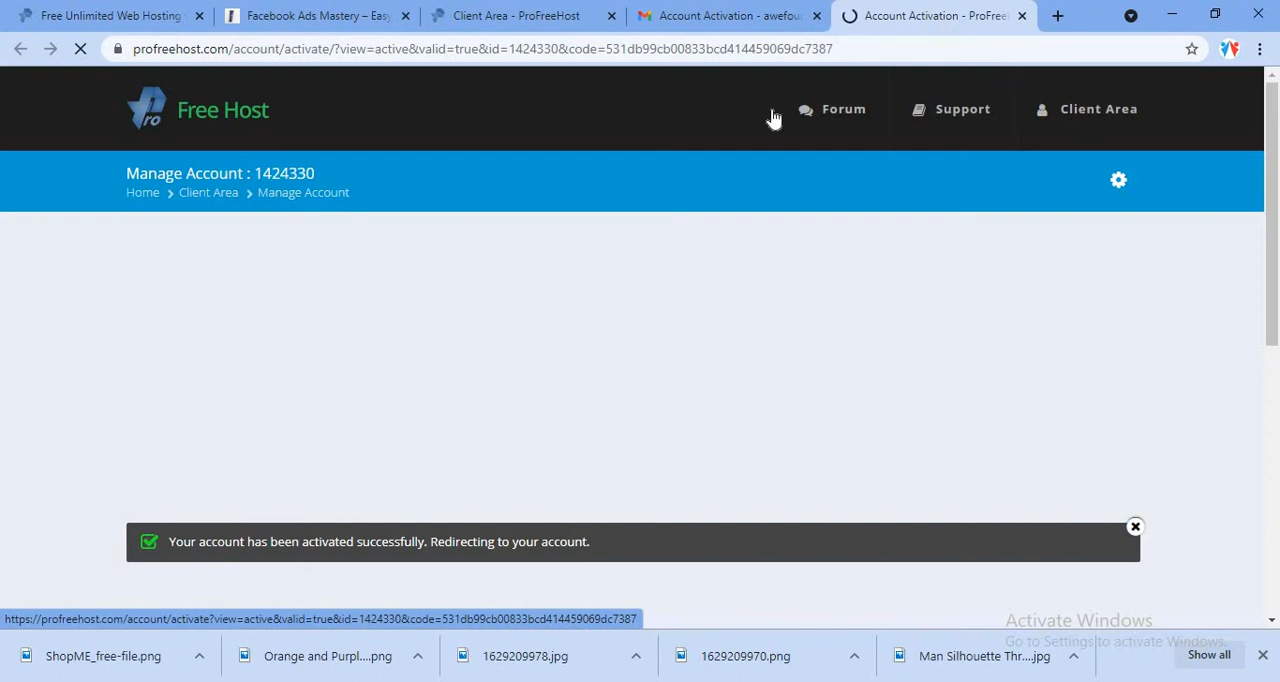 Free Unlimited Web Hosting
Facebook Ads Mastery – Easy
Client Area - ProFreeHost
Account Activation - awefou
Account Activation - ProFree
profreehost.com/account/activate/?view=active&valid=true&id=1424330&code=531db99cb00833bcd414459069dc7387
Pro Free Host
Forum
Support
Client Area
Manage Account : 1424330
Home
Client Area
Manage Account
Your account has been activated successfully. Redirecting to your account.
https://profreehost.com/account/activate?view=active&valid=true&id=1424330&code=531db99cb00833bcd414459069dc7387
Activate Windows
Go to Settings to activate Windows.
ShopME_free-file.png
Orange and Purpl....png
1629209978.jpg
1629209970.png
Man Silhouette Thr....jpg
Show all